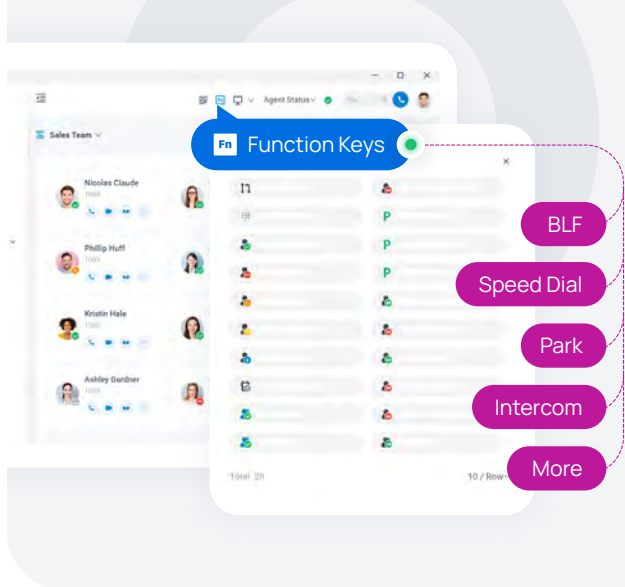 Agent Status
Sales Team
Fn Function Keys
Nicolas Claude
BLF
Phillip Huff
Speed Dial
Kristin Hale
Park
Ashley Gardner
Intercom
More
Total 20
10 / Row
P
P